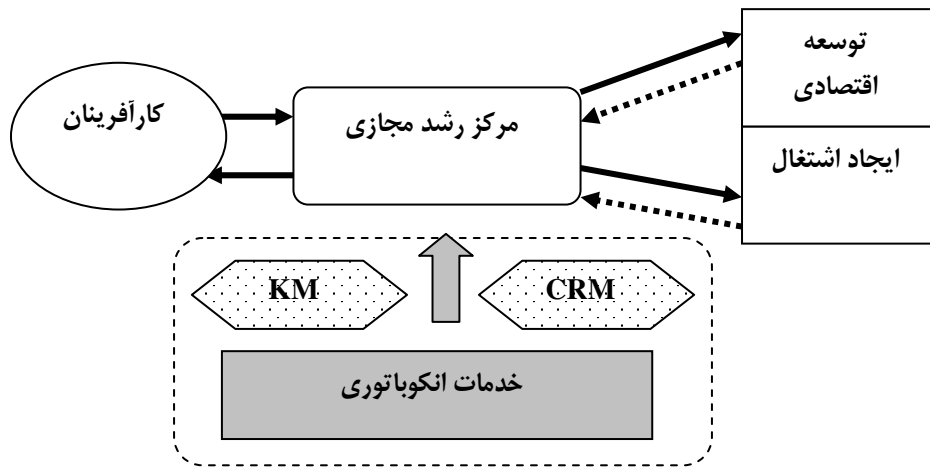 توسعه
اقتصادی
کارآفرینان
مرکز رشد مجازی
ایجاد اشتغال
KM
CRM
خدمات انکوباتوری